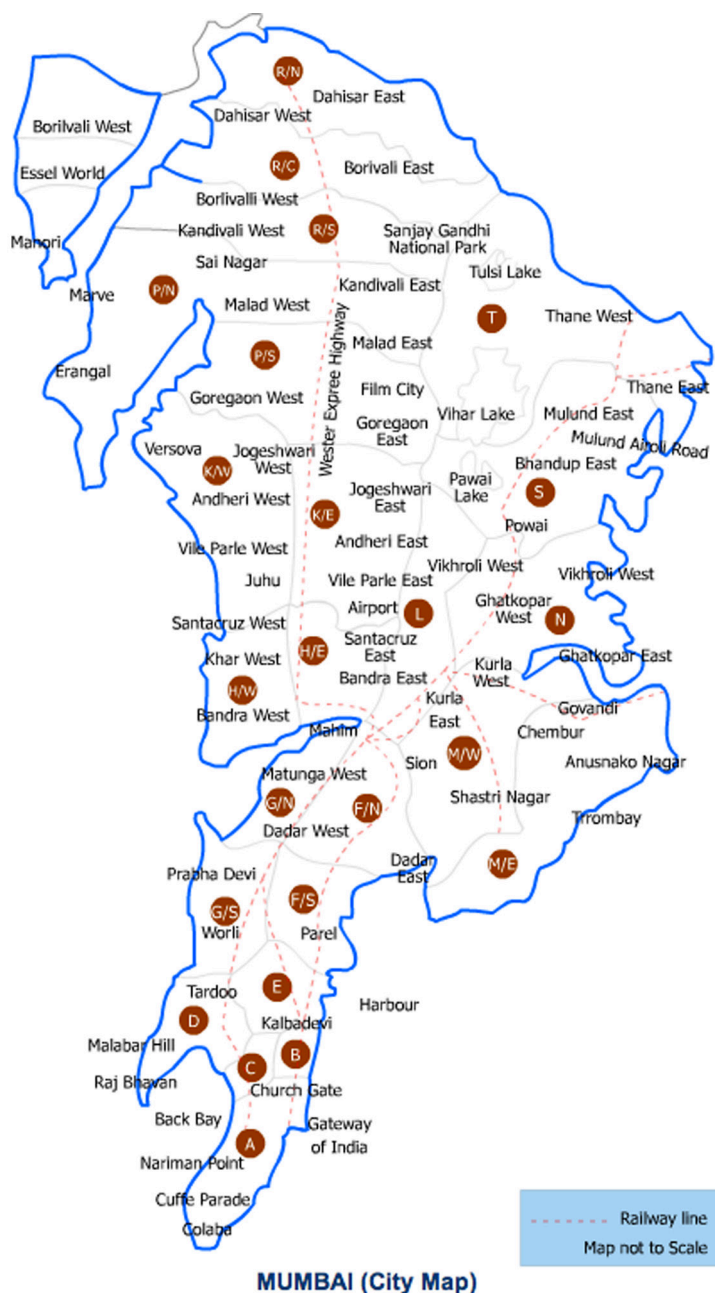 R/N
Dahisar East
Dahisar West
Borilvali West
R/C
Borivali East
Essel World
Borlivalli West
Kandivali West
R/S
Sanjay Gandhi
National Park
Manori
Sai Nagar
Tulsi Lake
Marve
P/N
Kandivali East
Malad West
T
Thane West
Malad East
P/S
Erangal
Wester Expree Highway
Film City
Thane East
Goregaon West
Vihar Lake
Mulund East
Goregaon
East
Mulund Airoli Road
Versova
Jogeshwari
West
K/W
Bhandup East
Pawai
Lake
S
Andheri West
Jogeshwari
East
K/E
Powai
Andheri East
Vile Parle West
Vikhroli West
Vikhroli West
Juhu
Vile Parle East
Airport
L
Ghatkopar
West
N
Santacruz West
Santacruz
East
H/E
Khar West
Ghatkopar East
Kurla
West
Bandra East
H/W
Bandra West
Kurla
East
Govandi
Mahim
Chembur
Sion
M/W
Anusnako Nagar
Matunga West
Shastri Nagar
G/N
F/N
Trrombay
Dadar West
Dadar
East
M/E
Prabha Devi
F/S
G/S
Worli
Parel
Tardoo
E
Harbour
D
Kalbadevi
Malabar Hill
B
C
Raj Bhavan
Church Gate
Back Bay
Gateway
of India
A
Nariman Point
Cuffe Parade
Colaba
Railway line
Map not to Scale
MUMBAI (City Map)